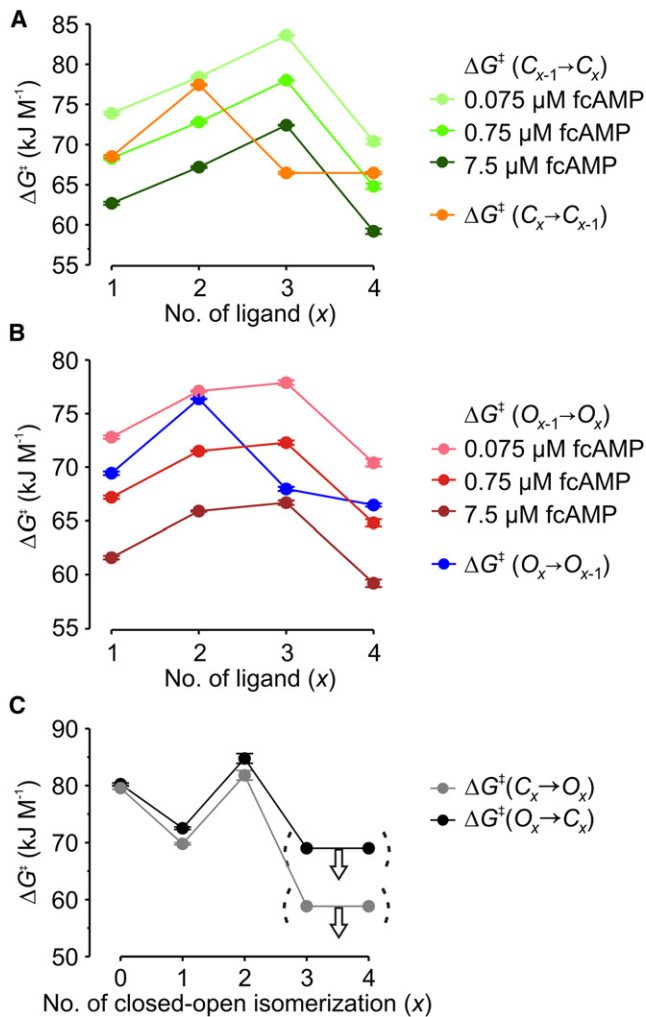 A
85
80
75
70
65
60
55
ΔG‡ (kJ M⁻¹)
1 2 3 4
No. of ligand (x)
ΔG‡ (Cₓ₋₁→Cₓ)
0.075 µM fcAMP
0.75 µM fcAMP
7.5 µM fcAMP
ΔG‡ (Cₓ→Cₓ₋₁)
B
80
75
70
65
60
55
ΔG‡ (kJ M⁻¹)
1 2 3 4
No. of ligand (x)
ΔG‡ (Oₓ₋₁→Oₓ)
0.075 µM fcAMP
0.75 µM fcAMP
7.5 µM fcAMP
ΔG‡ (Oₓ→Oₓ₋₁)
C
90
80
70
60
50
ΔG‡ (kJ M⁻¹)
0 1 2 3 4
No. of closed-open isomerization (x)
ΔG‡(Cₓ→Oₓ)
ΔG‡(Oₓ→Cₓ)